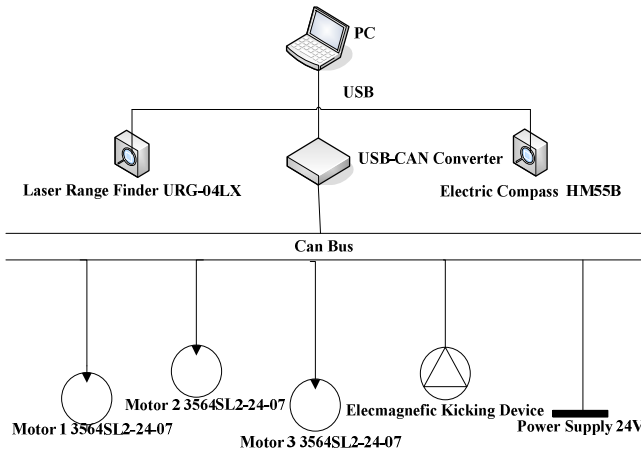 PC
USB
USB-CAN Converter
Laser Range Finder URG-04LX
Electric Compass HM55B
Can Bus
Motor 1 3564SL2-24-07
Motor 2 3564SL2-24-07
Motor 3 3564SL2-24-07
Elecmagnefic Kicking Device
Power Supply 24V